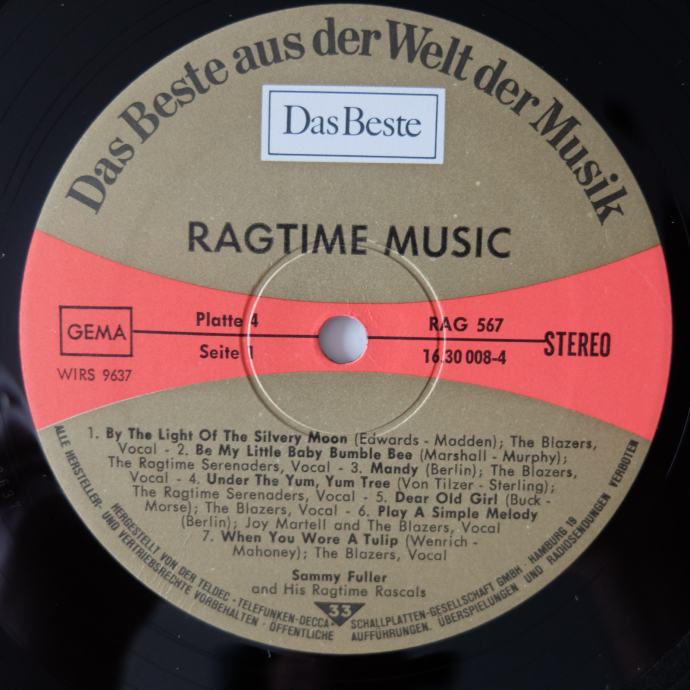 Das Beste aus der Welt der Musik
Das Beste
RAGTIME MUSIC
GEMA
Platte 4
RAG 567
STEREO
Seite 1
16.30 008-4
WIRS 9637
1. By The Light Of The Silvery Moon (Edwards - Madden); The Blazers,
Vocal - 2. Be My Little Baby Bumble Bee (Marshall - Murphy);
The Ragtime Serenaders, Vocal - 3. Mandy (Berlin); The Blazers,
Vocal - 4. Under The Yum, Yum Tree (Von Tilzer - Sterling);
The Ragtime Serenaders, Vocal - 5. Dear Old Girl (Buck -
Morse); The Blazers, Vocal - 6. Play A Simple Melody
(Berlin); Joy Martell and The Blazers, Vocal
7. When You Wore A Tulip (Wenrich -
Mahoney); The Blazers, Vocal
Sammy Fuller
and His Ragtime Rascals
33
HERGESTELLT VON DER TELDEC - TELEFUNKEN-DECCA - SCHALLPLATTEN-GESELLSCHAFT GMBH · HAMBURG 19
ALLE HERSTELLER- UND VERTRIEBSRECHTE VORBEHALTEN · ÖFFENTLICHE AUFFÜHRUNGEN, ÜBERSPIELUNGEN UND RADIOSENDUNGEN VERBOTEN